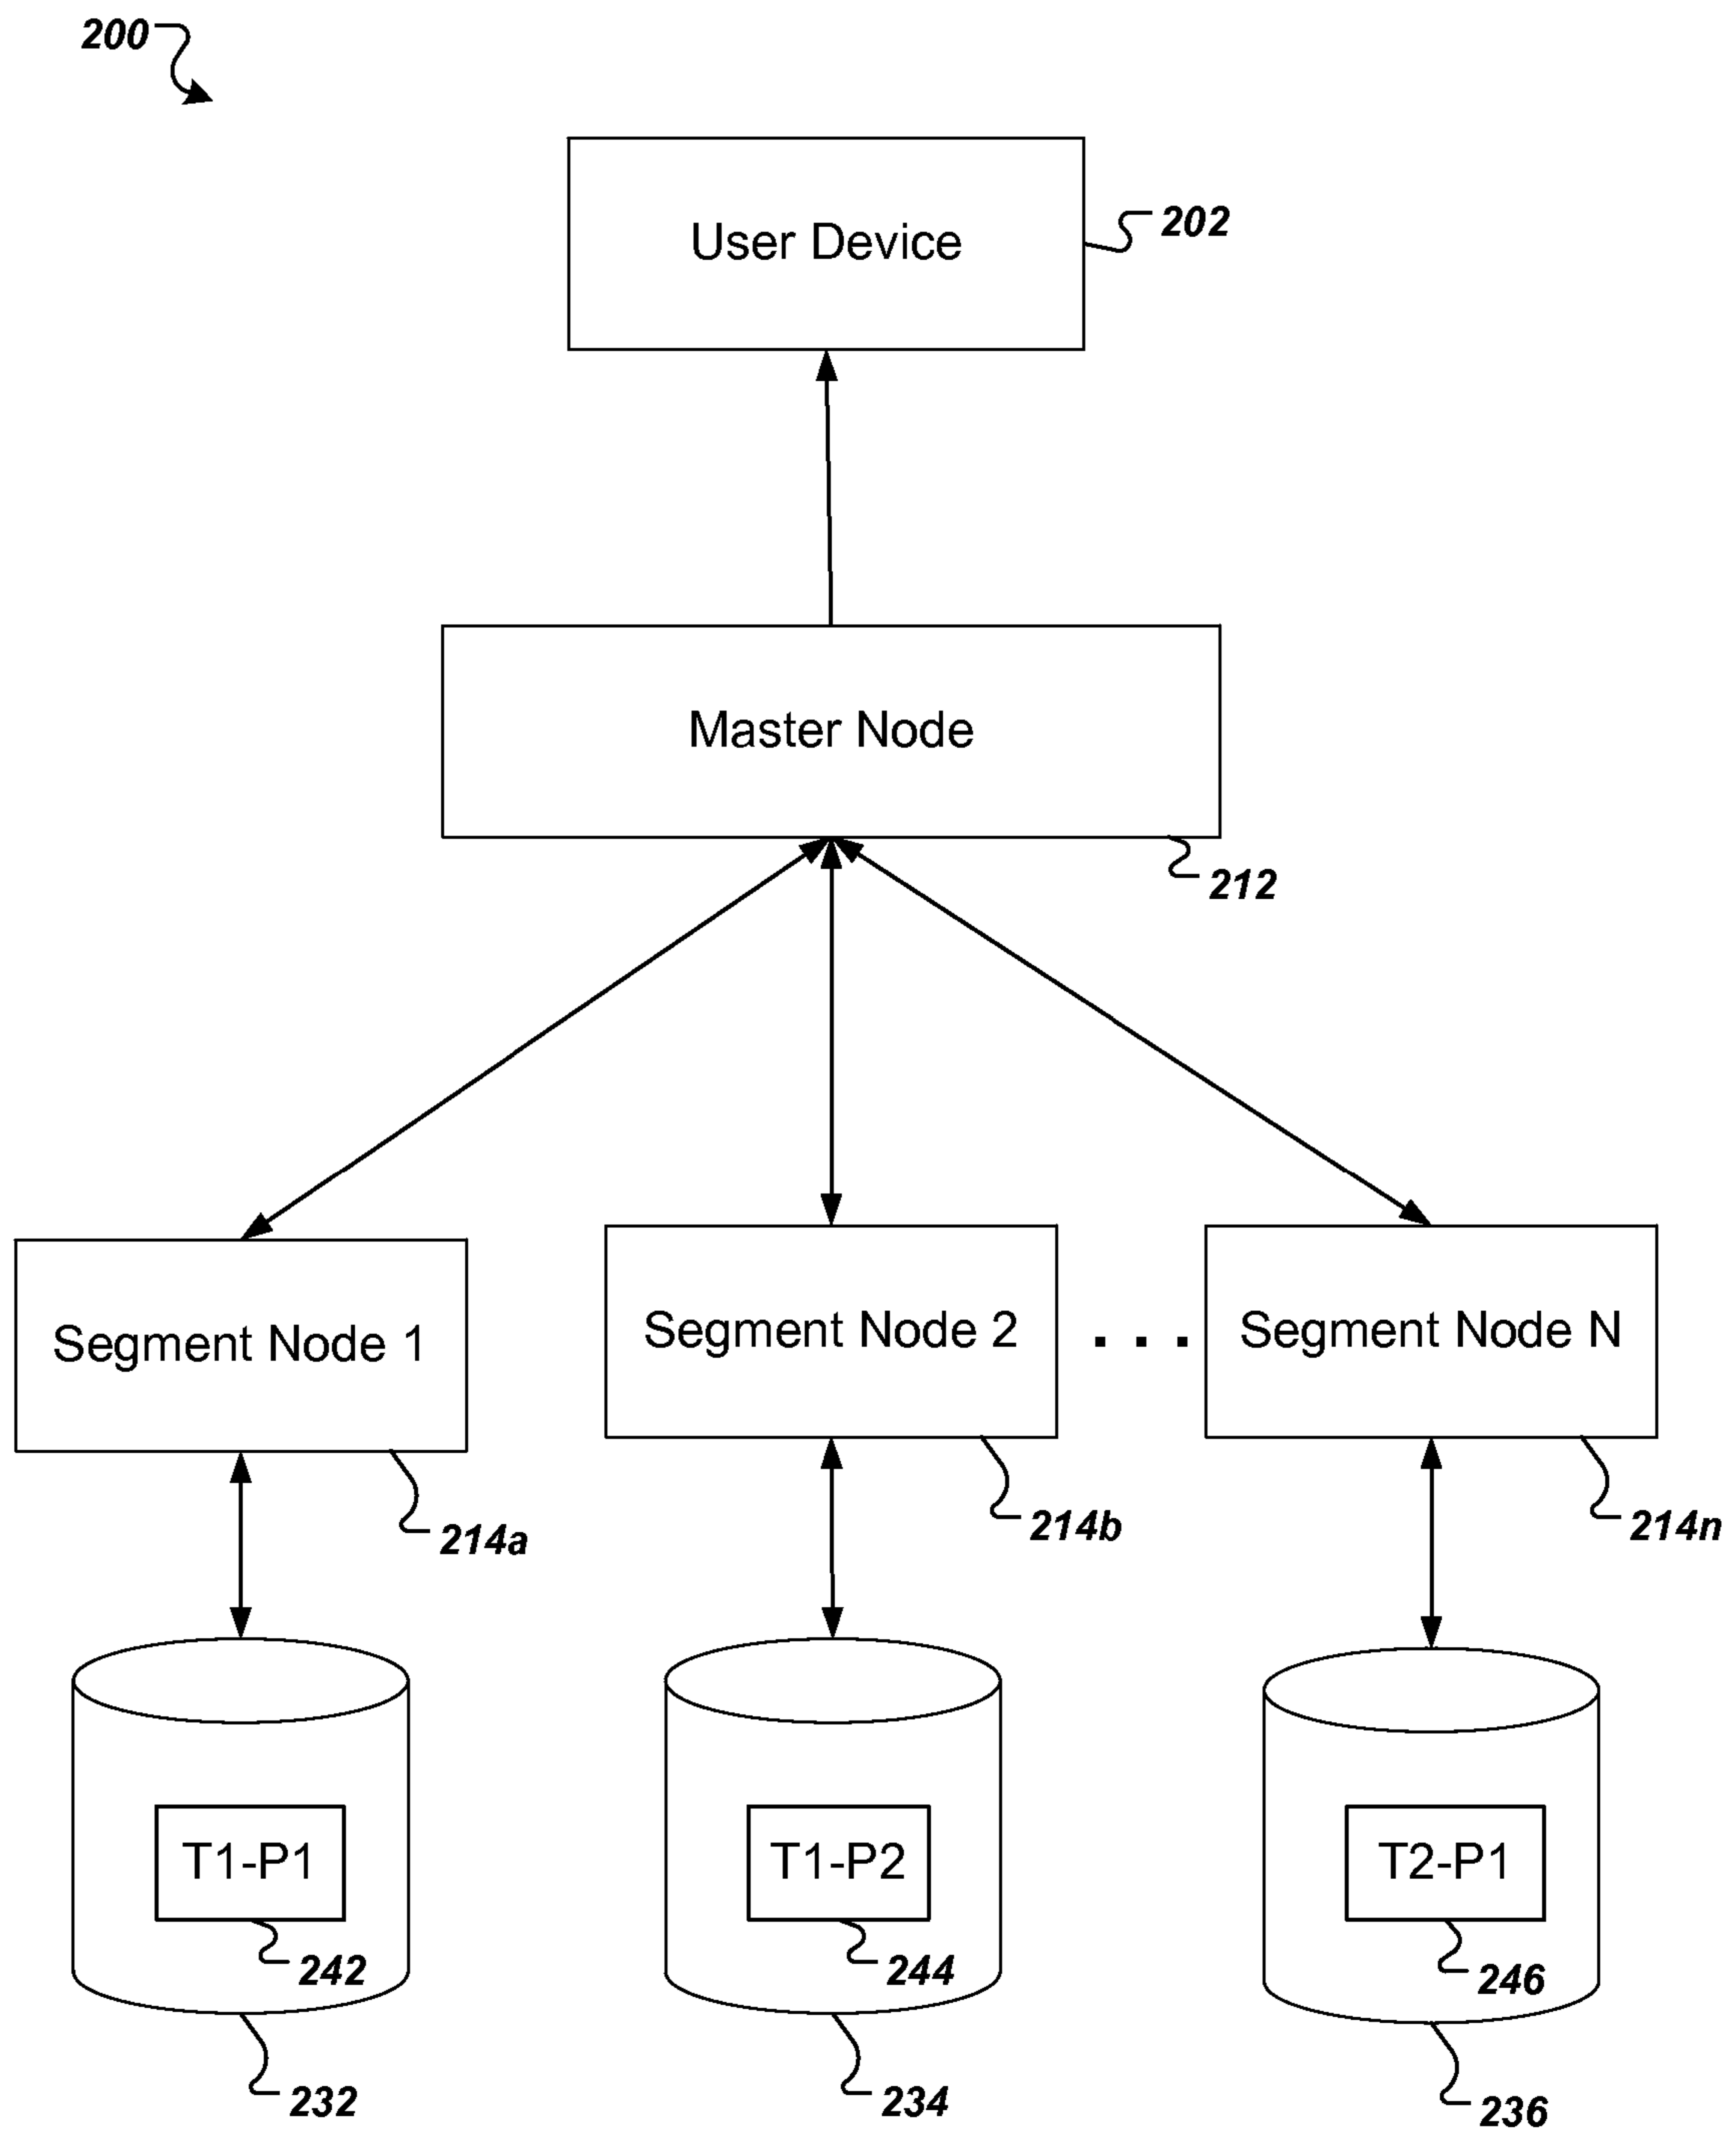 200
User Device
202
Master Node
212
Segment Node 1
Segment Node 2
. . .
Segment Node N
214a
214b
214n
T1-P1
T1-P2
T2-P1
242
244
246
232
234
236